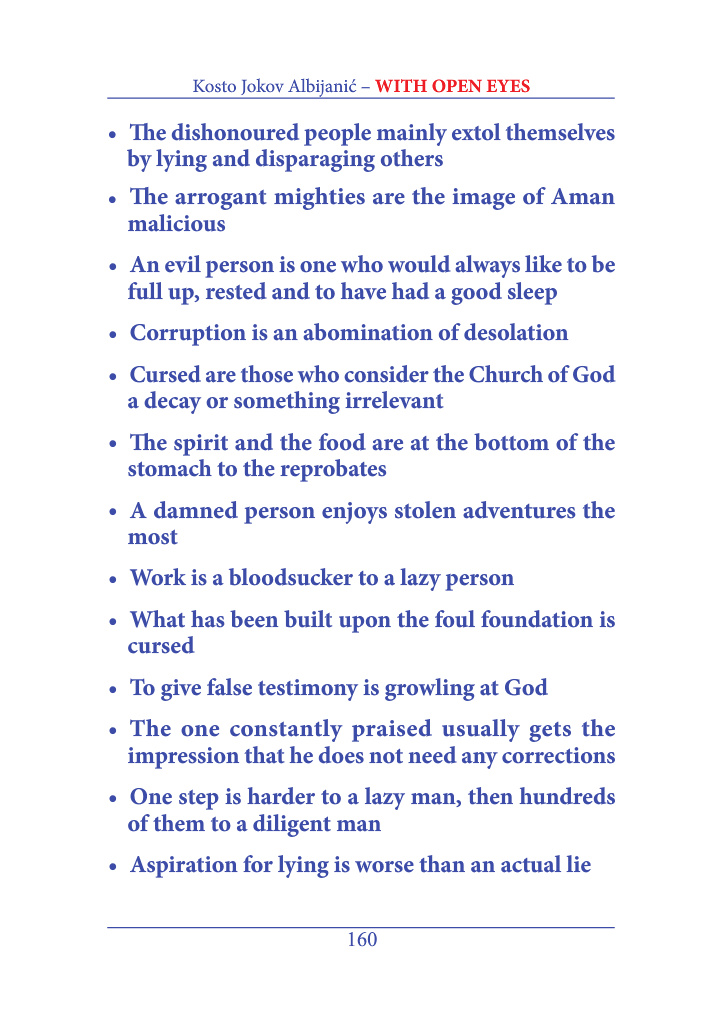 Kosto Jokov Albijanić – WITH OPEN EYES
• The dishonoured people mainly extol themselves
by lying and disparaging others
• The arrogant mighties are the image of Aman
malicious
• An evil person is one who would always like to be
full up, rested and to have had a good sleep
• Corruption is an abomination of desolation
• Cursed are those who consider the Church of God
a decay or something irrelevant
• The spirit and the food are at the bottom of the
stomach to the reprobates
• A damned person enjoys stolen adventures the
most
• Work is a bloodsucker to a lazy person
• What has been built upon the foul foundation is
cursed
• To give false testimony is growling at God
• The one constantly praised usually gets the
impression that he does not need any corrections
• One step is harder to a lazy man, then hundreds
of them to a diligent man
• Aspiration for lying is worse than an actual lie
160